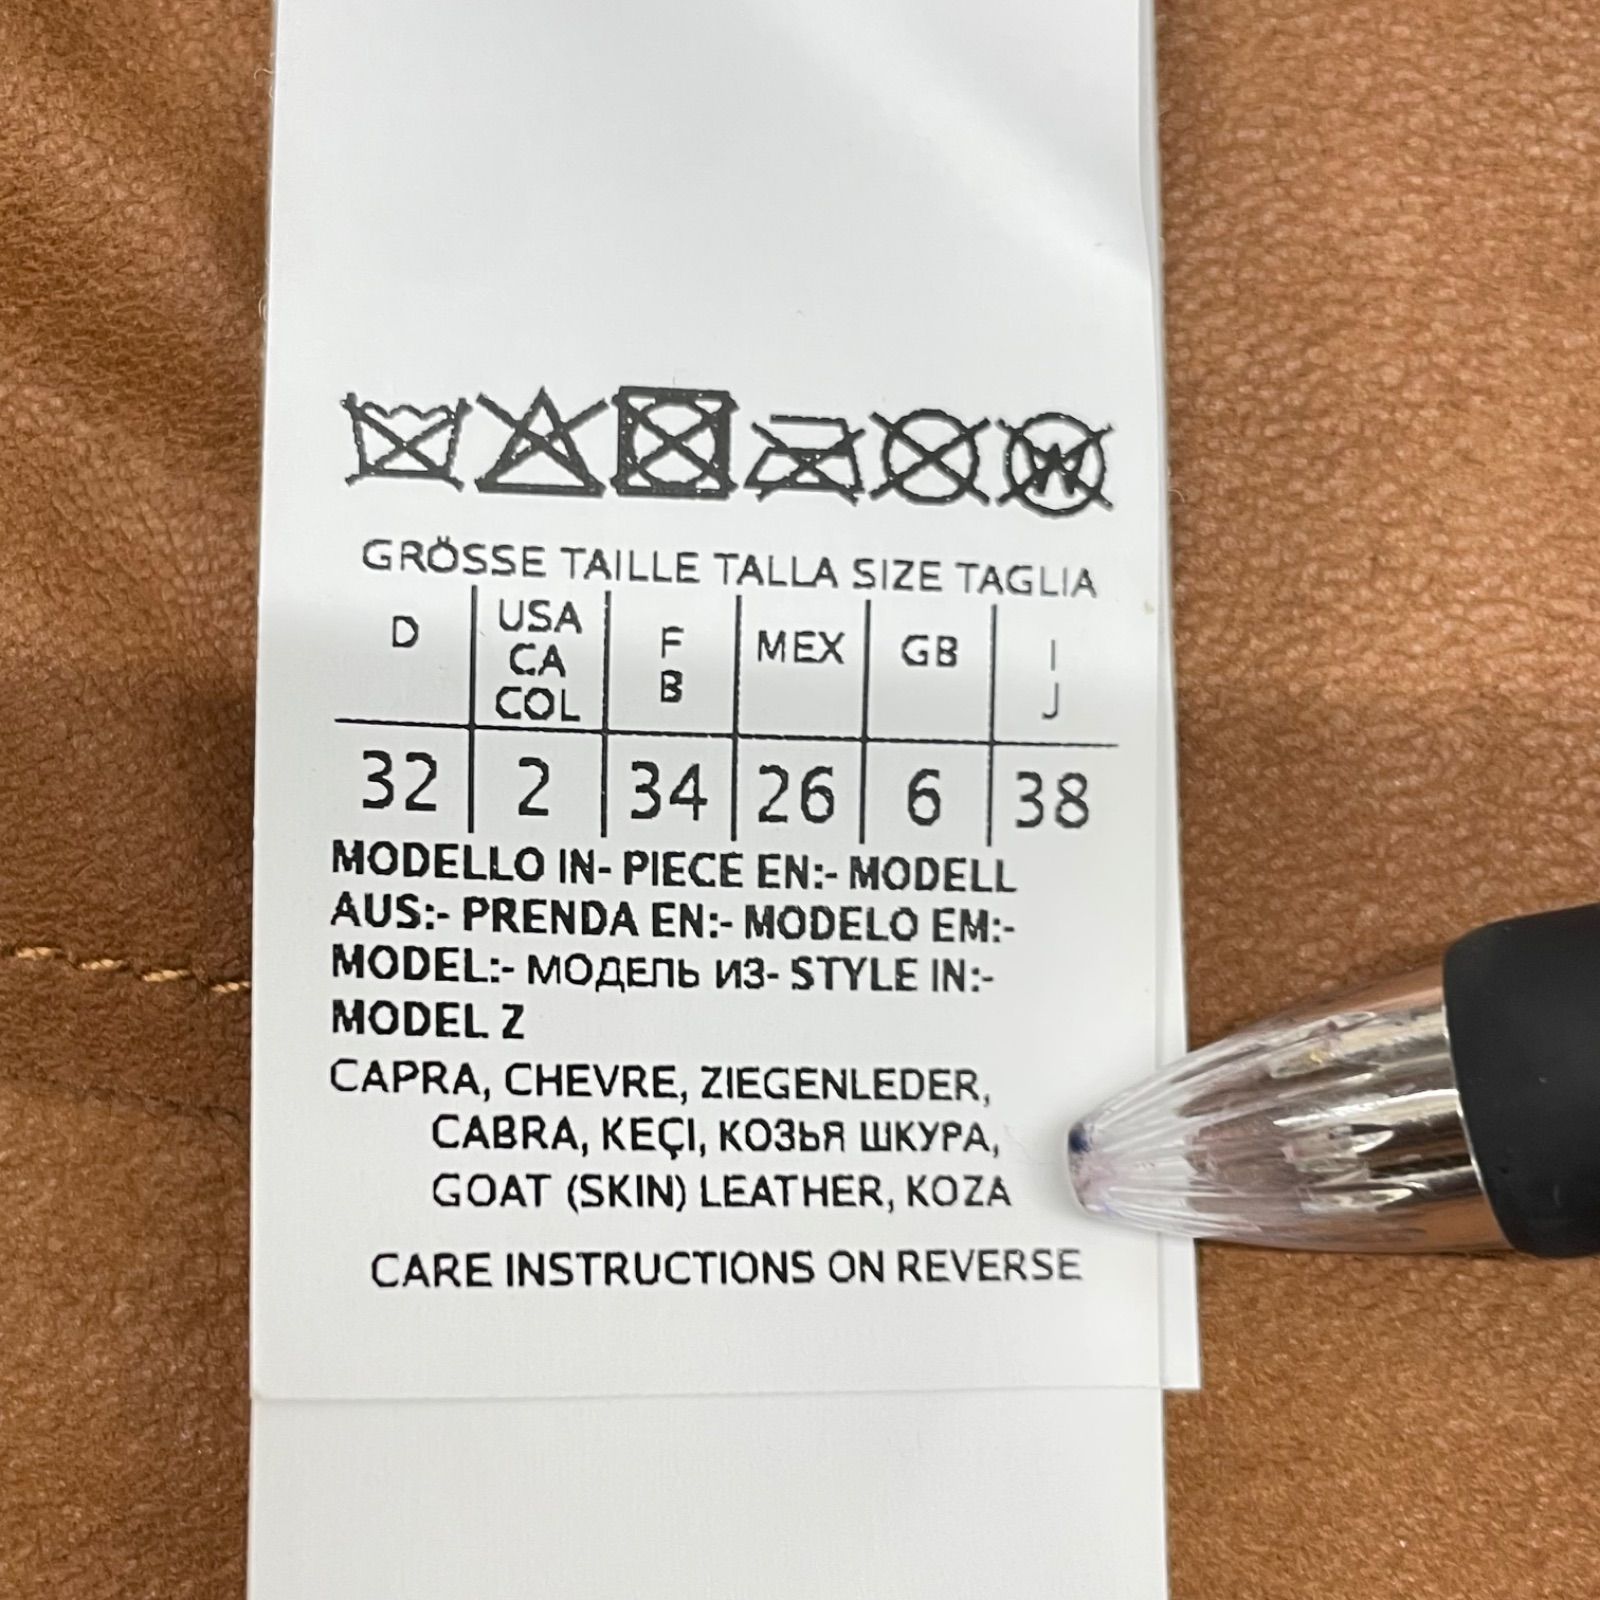 GRÖSSE TAILLE TALLA SIZE TAGLIA
D USA CA COL F B MEX GB I J
32 2 34 26 6 38
MODELLO IN- PIECE EN:- MODELL
AUS:- PRENDA EN:- MODELO EM:-
MODEL:- МОДЕЛЬ ИЗ- STYLE IN:-
MODEL Z
CAPRA, CHEVRE, ZIEGENLEDER,
CABRA, KEÇI, КОЗЬЯ ШКУРА,
GOAT (SKIN) LEATHER, KOZA
CARE INSTRUCTIONS ON REVERSE